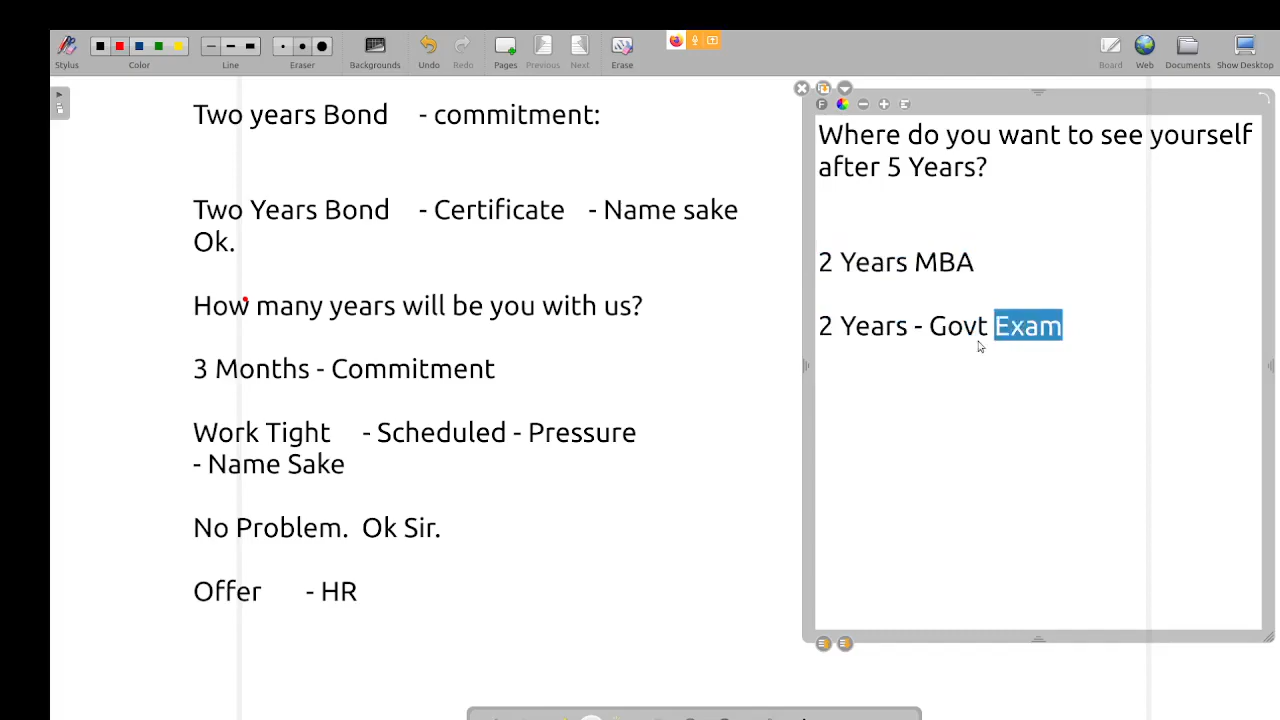 Stylus
Color
Line
Eraser
Backgrounds
Undo
Redo
Pages
Previous
Next
Erase
Board
Web
Documents
Show Desktop
Two years Bond - commitment:
Two Years Bond - Certificate - Name sake
Ok.
How many years will be you with us?
3 Months - Commitment
Work Tight - Scheduled - Pressure
- Name Sake
No Problem. Ok Sir.
Offer - HR
F
Where do you want to see yourself
after 5 Years?
2 Years MBA
2 Years - Govt Exam